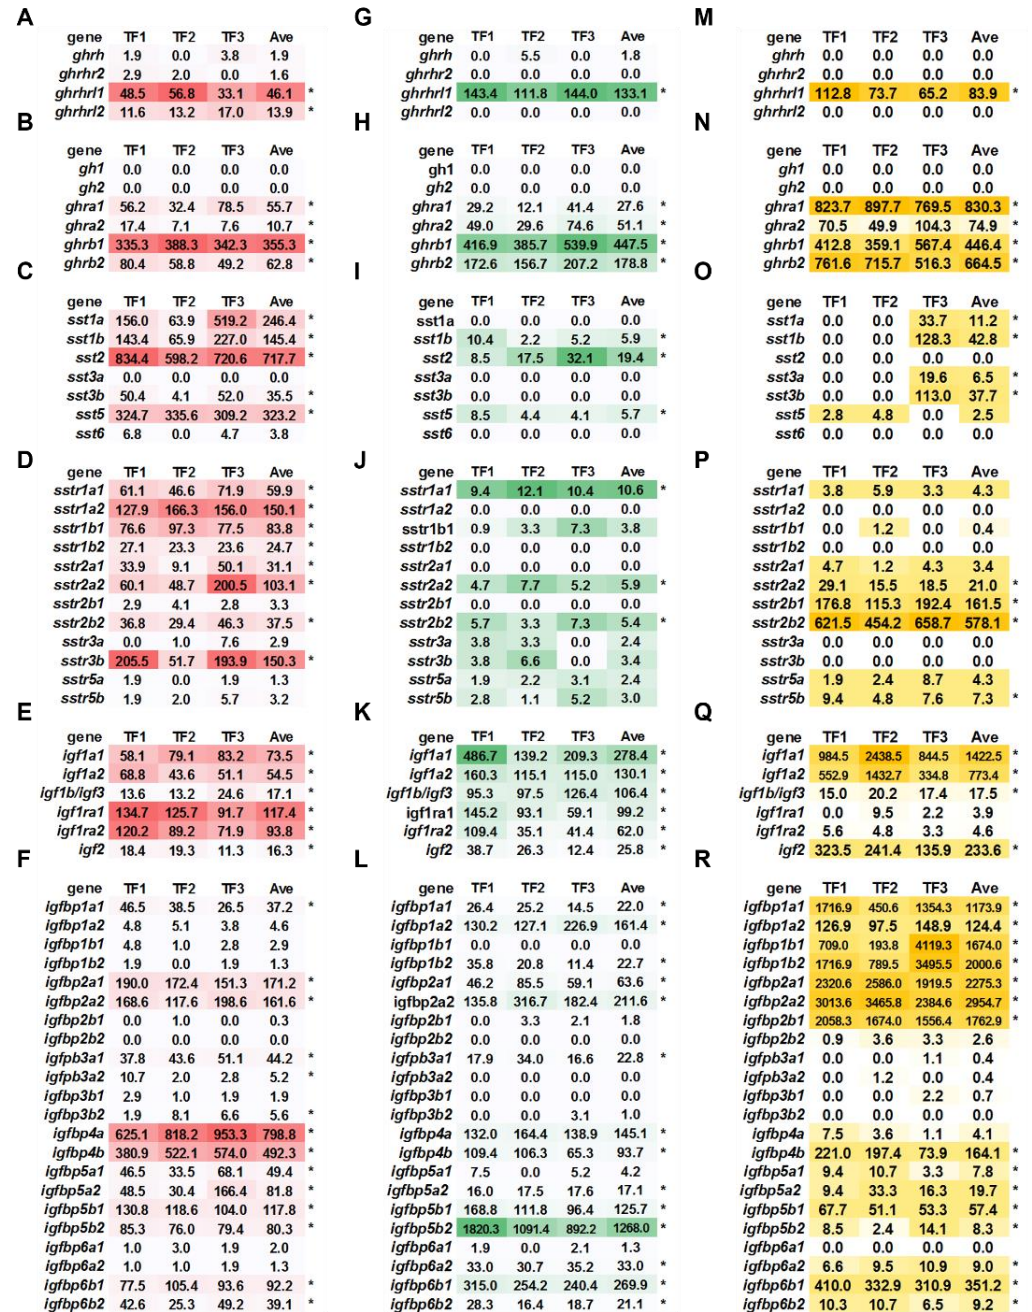 A
gene TF1 TF2 TF3 Ave
ghrh 1.9 0.0 3.8 1.9
ghrhr2 2.9 2.0 0.0 1.6
ghrhrl1 48.5 56.8 33.1 46.1 *
ghrhrl2 11.6 13.2 17.0 13.9 *
B
gene TF1 TF2 TF3 Ave
gh1 0.0 0.0 0.0 0.0
gh2 0.0 0.0 0.0 0.0
ghra1 56.2 32.4 78.5 55.7 *
ghra2 17.4 7.1 7.6 10.7 *
ghrb1 335.3 388.3 342.3 355.3 *
ghrb2 80.4 58.8 49.2 62.8 *
C
gene TF1 TF2 TF3 Ave
sst1a 156.0 63.9 519.2 246.4 *
sst1b 143.4 65.9 227.0 145.4 *
sst2 834.4 598.2 720.6 717.7 *
sst3a 0.0 0.0 0.0 0.0
sst3b 50.4 4.1 52.0 35.5 *
sst5 324.7 335.6 309.2 323.2 *
sst6 6.8 0.0 4.7 3.8
D
gene TF1 TF2 TF3 Ave
sstr1a1 61.1 46.6 71.9 59.9 *
sstr1a2 127.9 166.3 156.0 150.1 *
sstr1b1 76.6 97.3 77.5 83.8 *
sstr1b2 27.1 23.3 23.6 24.7 *
sstr2a1 33.9 9.1 50.1 31.1 *
sstr2a2 60.1 48.7 200.5 103.1 *
sstr2b1 2.9 4.1 2.8 3.3
sstr2b2 36.8 29.4 46.3 37.5 *
sstr3a 0.0 1.0 7.6 2.9
sstr3b 205.5 51.7 193.9 150.3 *
sstr5a 1.9 0.0 1.9 1.3
sstr5b 1.9 2.0 5.7 3.2
E
gene TF1 TF2 TF3 Ave
igf1a1 58.1 79.1 83.2 73.5 *
igf1a2 68.8 43.6 51.1 54.5 *
igf1b/igf3 13.6 13.2 24.6 17.1 *
igf1ra1 134.7 125.7 91.7 117.4 *
igf1ra2 120.2 89.2 71.9 93.8 *
igf2 18.4 19.3 11.3 16.3 *
F
gene TF1 TF2 TF3 Ave
igfbp1a1 46.5 38.5 26.5 37.2 *
igfbp1a2 4.8 5.1 3.8 4.6 *
igfbp1b1 4.8 1.0 2.8 2.9
igfbp1b2 1.9 0.0 1.9 1.3
igfbp2a1 190.0 172.4 151.3 171.2 *
igfbp2a2 168.6 117.6 198.6 161.6 *
igfbp2b1 0.0 1.0 0.0 0.3
igfbp2b2 0.0 0.0 0.0 0.0
igfpb3a1 37.8 43.6 51.1 44.2 *
igfpb3a2 10.7 2.0 2.8 5.2 *
igfbp3b1 2.9 1.0 1.9 1.9
igfbp3b2 1.9 8.1 6.6 5.6 *
igfbp4a 625.1 818.2 953.3 798.8 *
igfbp4b 380.9 522.1 574.0 492.3 *
igfbp5a1 46.5 33.5 68.1 49.4 *
igfbp5a2 48.5 30.4 166.4 81.8 *
igfbp5b1 130.8 118.6 104.0 117.8 *
igfbp5b2 85.3 76.0 79.4 80.3 *
igfbp6a1 1.0 3.0 1.9 2.0
igfbp6a2 1.0 1.0 1.9 1.3
igfbp6b1 77.5 105.4 93.6 92.2 *
igfbp6b2 42.6 25.3 49.2 39.1 *
G
gene TF1 TF2 TF3 Ave
ghrh 0.0 5.5 0.0 1.8
ghrhr2 0.0 0.0 0.0 0.0
ghrhrl1 143.4 111.8 144.0 133.1 *
ghrhrl2 0.0 0.0 0.0 0.0
H
gene TF1 TF2 TF3 Ave
gh1 0.0 0.0 0.0 0.0
gh2 0.0 0.0 0.0 0.0
ghra1 29.2 12.1 41.4 27.6 *
ghra2 49.0 29.6 74.6 51.1 *
ghrb1 416.9 385.7 539.9 447.5 *
ghrb2 172.6 156.7 207.2 178.8 *
I
gene TF1 TF2 TF3 Ave
sst1a 0.0 0.0 0.0 0.0
sst1b 10.4 2.2 5.2 5.9 *
sst2 8.5 17.5 32.1 19.4 *
sst3a 0.0 0.0 0.0 0.0
sst3b 0.0 0.0 0.0 0.0
sst5 8.5 4.4 4.1 5.7 *
sst6 0.0 0.0 0.0 0.0
J
gene TF1 TF2 TF3 Ave
sstr1a1 9.4 12.1 10.4 10.6 *
sstr1a2 0.0 0.0 0.0 0.0
sstr1b1 0.9 3.3 7.3 3.8
sstr1b2 0.0 0.0 0.0 0.0
sstr2a1 0.0 0.0 0.0 0.0
sstr2a2 4.7 7.7 5.2 5.9 *
sstr2b1 0.0 0.0 0.0 0.0
sstr2b2 5.7 3.3 7.3 5.4 *
sstr3a 3.8 3.3 0.0 2.4
sstr3b 3.8 6.6 0.0 3.4
sstr5a 1.9 2.2 3.1 2.4
sstr5b 2.8 1.1 5.2 3.0
K
gene TF1 TF2 TF3 Ave
igf1a1 486.7 139.2 209.3 278.4 *
igf1a2 160.3 115.1 115.0 130.1 *
igf1b/igf3 95.3 97.5 126.4 106.4 *
igf1ra1 145.2 93.1 59.1 99.2 *
igf1ra2 109.4 35.1 41.4 62.0 *
igf2 38.7 26.3 12.4 25.8 *
L
gene TF1 TF2 TF3 Ave
igfbp1a1 26.4 25.2 14.5 22.0 *
igfbp1a2 130.2 127.1 226.9 161.4 *
igfbp1b1 0.0 0.0 0.0 0.0
igfbp1b2 35.8 20.8 11.4 22.7 *
igfbp2a1 46.2 85.5 59.1 63.6 *
igfbp2a2 135.8 316.7 182.4 211.6 *
igfbp2b1 0.0 3.3 2.1 1.8
igfbp2b2 0.0 0.0 0.0 0.0
igfpb3a1 17.9 34.0 16.6 22.8 *
igfpb3a2 0.0 0.0 0.0 0.0
igfbp3b1 0.0 0.0 0.0 0.0
igfbp3b2 0.0 0.0 3.1 1.0
igfbp4a 132.0 164.4 138.9 145.1 *
igfbp4b 109.4 106.3 65.3 93.7 *
igfbp5a1 7.5 0.0 5.2 4.2
igfbp5a2 16.0 17.5 17.6 17.1 *
igfbp5b1 168.8 111.8 96.4 125.7 *
igfbp5b2 1820.3 1091.4 892.2 1268.0 *
igfbp6a1 1.9 0.0 2.1 1.3
igfbp6a2 33.0 30.7 35.2 33.0 *
igfbp6b1 315.0 254.2 240.4 269.9 *
igfbp6b2 28.3 16.4 18.7 21.1 *
M
gene TF1 TF2 TF3 Ave
ghrh 0.0 0.0 0.0 0.0
ghrhr2 0.0 0.0 0.0 0.0
ghrhrl1 112.8 73.7 65.2 83.9 *
ghrhrl2 0.0 0.0 0.0 0.0
N
gene TF1 TF2 TF3 Ave
gh1 0.0 0.0 0.0 0.0
gh2 0.0 0.0 0.0 0.0
ghra1 823.7 897.7 769.5 830.3 *
ghra2 70.5 49.9 104.3 74.9 *
ghrb1 412.8 359.1 567.4 446.4 *
ghrb2 761.6 715.7 516.3 664.5 *
O
gene TF1 TF2 TF3 Ave
sst1a 0.0 0.0 33.7 11.2 *
sst1b 0.0 0.0 128.3 42.8 *
sst2 0.0 0.0 0.0 0.0
sst3a 0.0 0.0 19.6 6.5 *
sst3b 0.0 0.0 113.0 37.7 *
sst5 2.8 4.8 0.0 2.5
sst6 0.0 0.0 0.0 0.0
P
gene TF1 TF2 TF3 Ave
sstr1a1 3.8 5.9 3.3 4.3
sstr1a2 0.0 0.0 0.0 0.0
sstr1b1 0.0 1.2 0.0 0.4
sstr1b2 0.0 0.0 0.0 0.0
sstr2a1 4.7 1.2 4.3 3.4
sstr2a2 29.1 15.5 18.5 21.0 *
sstr2b1 176.8 115.3 192.4 161.5 *
sstr2b2 621.5 454.2 658.7 578.1 *
sstr3a 0.0 0.0 0.0 0.0
sstr3b 0.0 0.0 0.0 0.0
sstr5a 1.9 2.4 8.7 4.3
sstr5b 9.4 4.8 7.6 7.3 *
Q
gene TF1 TF2 TF3 Ave
igf1a1 984.5 2438.5 844.5 1422.5 *
igf1a2 552.9 1432.7 334.8 773.4 *
igf1b/igf3 15.0 20.2 17.4 17.5 *
igf1ra1 0.0 9.5 2.2 3.9
igf1ra2 5.6 4.8 3.3 4.6
igf2 323.5 241.4 135.9 233.6 *
R
gene TF1 TF2 TF3 Ave
igfbp1a1 1716.9 450.6 1354.3 1173.9 *
igfbp1a2 126.9 97.5 148.9 124.4 *
igfbp1b1 709.0 193.8 4119.3 1674.0 *
igfbp1b2 1716.9 789.5 3495.5 2000.6 *
igfbp2a1 2320.6 2586.0 1919.5 2275.3 *
igfbp2a2 3013.6 3465.8 2384.6 2954.7 *
igfbp2b1 2058.3 1674.0 1556.4 1762.9 *
igfbp2b2 0.9 3.6 3.3 2.6
igfpb3a1 0.0 0.0 1.1 0.4
igfpb3a2 0.0 1.2 0.0 0.4
igfbp3b1 0.0 0.0 2.2 0.7
igfbp3b2 0.0 0.0 0.0 0.0
igfbp4a 7.5 3.6 1.1 4.1
igfbp4b 221.0 197.4 73.9 164.1 *
igfbp5a1 9.4 10.7 3.3 7.8 *
igfbp5a2 9.4 33.3 16.3 19.7 *
igfbp5b1 67.7 51.1 53.3 57.4 *
igfbp5b2 8.5 2.4 14.1 8.3 *
igfbp6a1 0.0 0.0 0.0 0.0
igfbp6a2 6.6 9.5 10.9 9.0 *
igfbp6b1 410.0 332.9 310.9 351.2 *
igfbp6b2 10.3 10.7 6.5 9.2 *